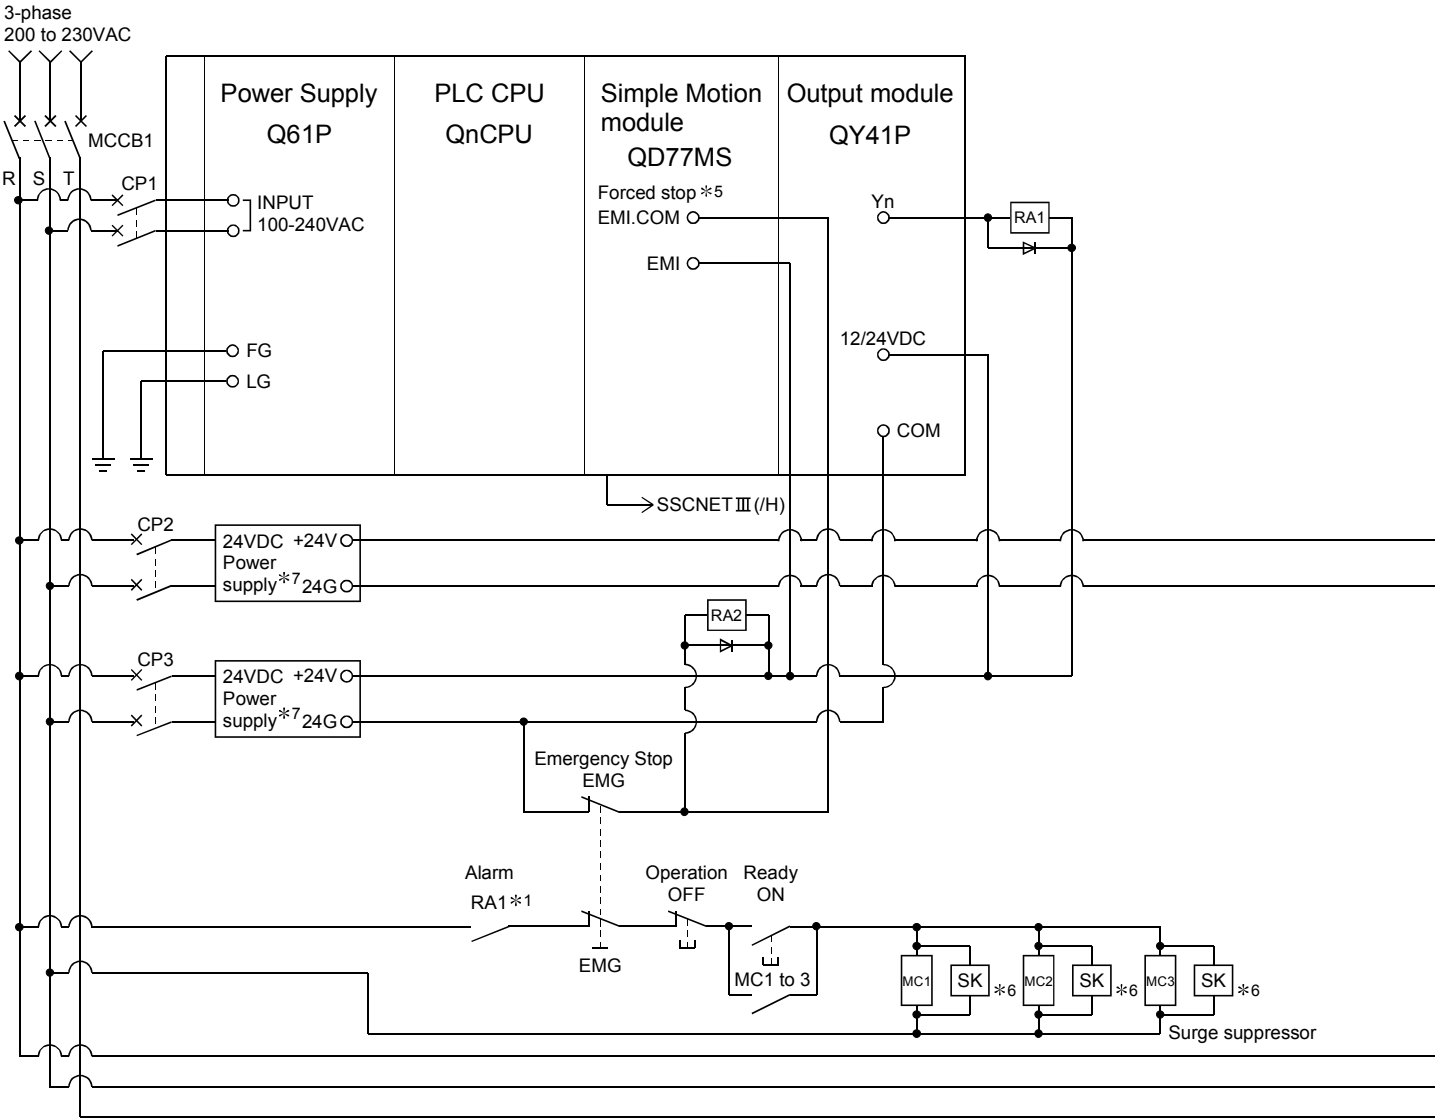 3-phase
200 to 230VAC
MCCB1
R S T
CP1
Power Supply
Q61P
INPUT
100-240VAC
FG
LG
PLC CPU
QnCPU
Simple Motion
module
QD77MS
Forced stop *5
EMI.COM
EMI
Output module
QY41P
Yn
12/24VDC
COM
RA1
SSCNETⅢ(/H)
CP2
24VDC +24V
Power
supply*7 24G
RA2
CP3
24VDC +24V
Power
supply*7 24G
Emergency Stop
EMG
Alarm
RA1*1
EMG
Operation
OFF
Ready
ON
MC1 to 3
MC1 SK *6 MC2 SK *6 MC3 SK *6
Surge suppressor